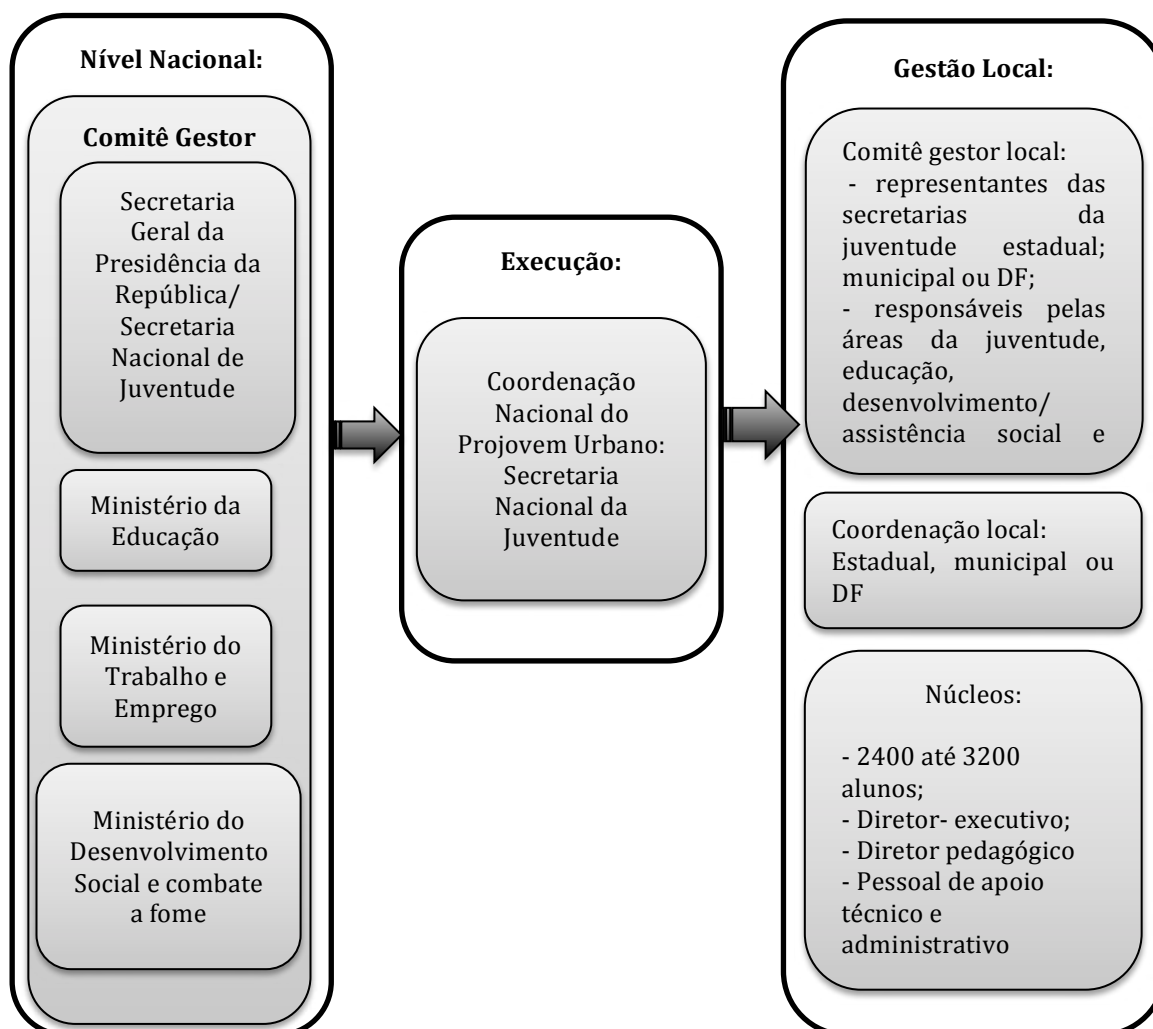 Nível Nacional:
Comitê Gestor
Secretaria
Geral da
Presidência da
República/
Secretaria
Nacional de
Juventude
Ministério da
Educação
Ministério do
Trabalho e
Emprego
Ministério do
Desenvolvimento
Social e combate
a fome
Execução:
Coordenação
Nacional do
Projovem Urbano:
Secretaria
Nacional da
Juventude
Gestão Local:
Comitê gestor local:
- representantes das
secretarias da
juventude estadual;
municipal ou DF;
- responsáveis pelas
áreas da juventude,
educação,
desenvolvimento/
assistência social e
Coordenação local:
Estadual, municipal ou
DF
Núcleos:
- 2400 até 3200
alunos;
- Diretor- executivo;
- Diretor pedagógico
- Pessoal de apoio
técnico e
administrativo